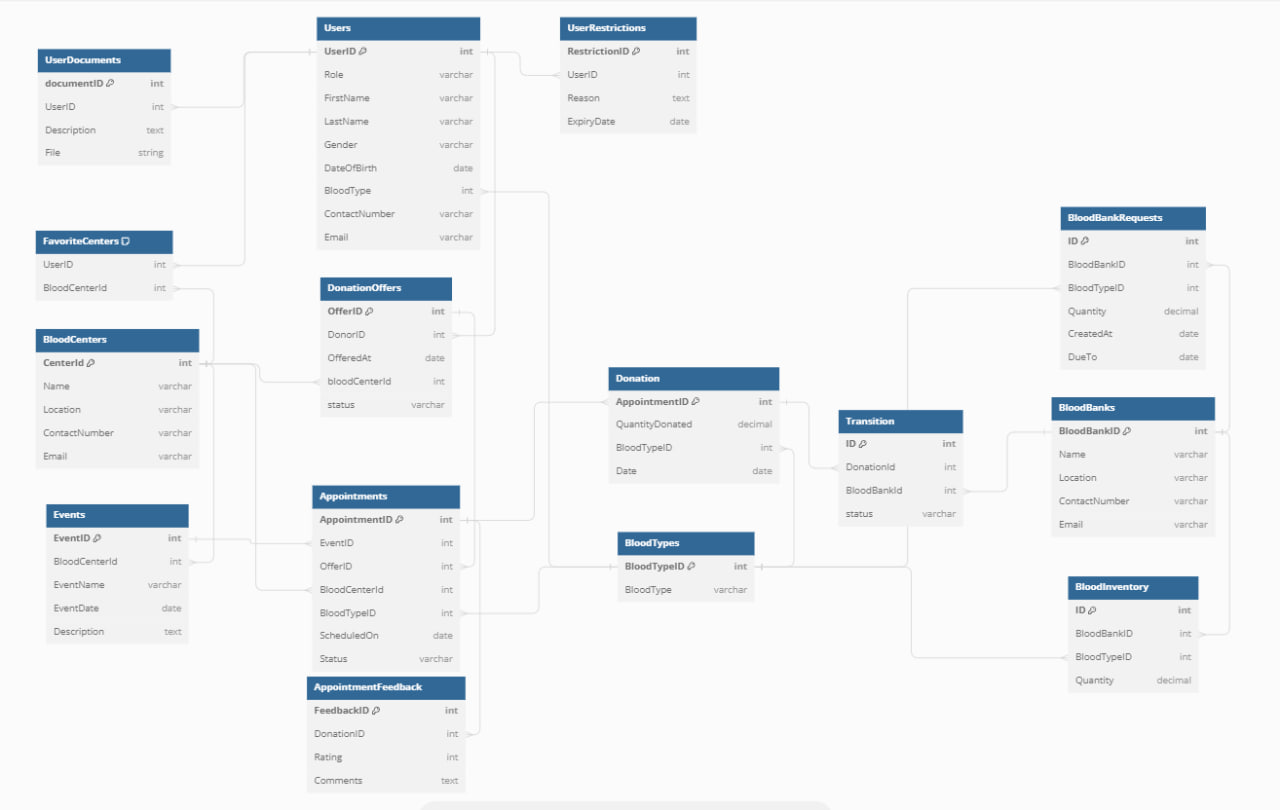 UserDocuments
documentID int
UserID int
Description text
File string
Users
UserID int
Role varchar
FirstName varchar
LastName varchar
Gender varchar
DateOfBirth date
BloodType int
ContactNumber varchar
Email varchar
UserRestrictions
RestrictionID int
UserID int
Reason text
ExpiryDate date
FavoriteCenters
UserID int
BloodCenterId int
BloodCenters
CenterId int
Name varchar
Location varchar
ContactNumber varchar
Email varchar
DonationOffers
OfferID int
DonorID int
OfferedAt date
bloodCenterId int
status varchar
Events
EventID int
BloodCenterId int
EventName varchar
EventDate date
Description text
Appointments
AppointmentID int
EventID int
OfferID int
BloodCenterId int
BloodTypeID int
ScheduledOn date
Status varchar
AppointmentFeedback
FeedbackID int
DonationID int
Rating int
Comments text
Donation
AppointmentID int
QuantityDonated decimal
BloodTypeID int
Date date
BloodTypes
BloodTypeID int
BloodType varchar
Transition
ID int
DonationId int
BloodBankId int
status varchar
BloodBankRequests
ID int
BloodBankID int
BloodTypeID int
Quantity decimal
CreatedAt date
DueTo date
BloodBanks
BloodBankID int
Name varchar
Location varchar
ContactNumber varchar
Email varchar
BloodInventory
ID int
BloodBankID int
BloodTypeID int
Quantity decimal